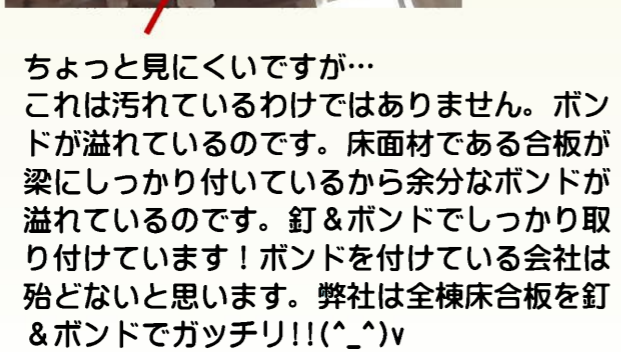 ちょっと見にくいですが…
これは汚れているわけではありません。ボン
ドが溢れているのです。床面材である合板が
梁にしっかり付いているから余分なボンドが
溢れているのです。釘＆ボンドでしっかり取
り付けています！ボンドを付けている会社は
殆どないと思います。弊社は全棟床合板を釘
＆ボンドでガッチリ!!(^_^)v